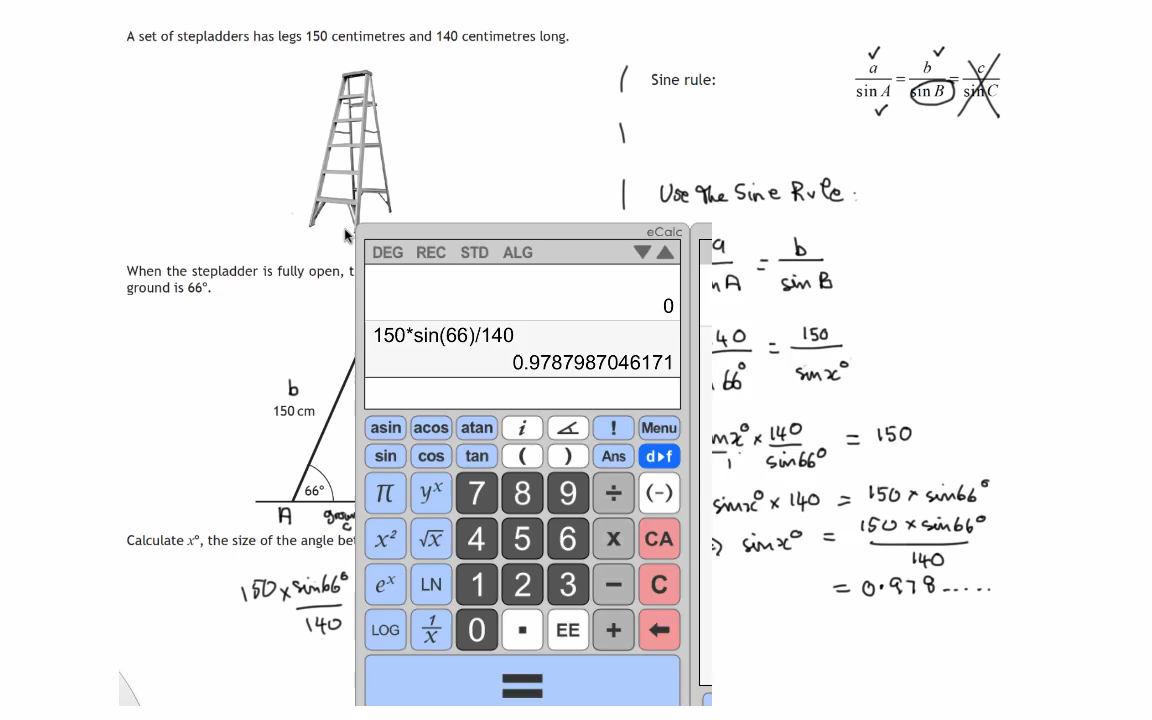 A set of stepladders has legs 150 centimetres and 140 centimetres long.
Sine rule:
a/sin A = b/sin B = c/sin C
Use The Sine Rule :
When the stepladder is fully open, t
ground is 66°.
b
150 cm
66°
A
Calculate x°, the size of the angle be
150 x sin66°
140
eCalc
DEG REC STD ALG
0
150*sin(66)/140
0.9787987046171
asin acos atan i ∠ ! Menu
sin cos tan ( ) Ans d▸f
π yˣ 7 8 9 ÷ (−)
x² √x 4 5 6 x CA
eˣ LN 1 2 3 − C
LOG 1/X 0 . EE + ←
=
a = b
A sin B
40 = 150
66° sin x°
x° x 140 = 150
1 sin66°
sinx° x 140 = 150 x sin66°
sinx° = 150 x sin66°
140
= 0.978.....